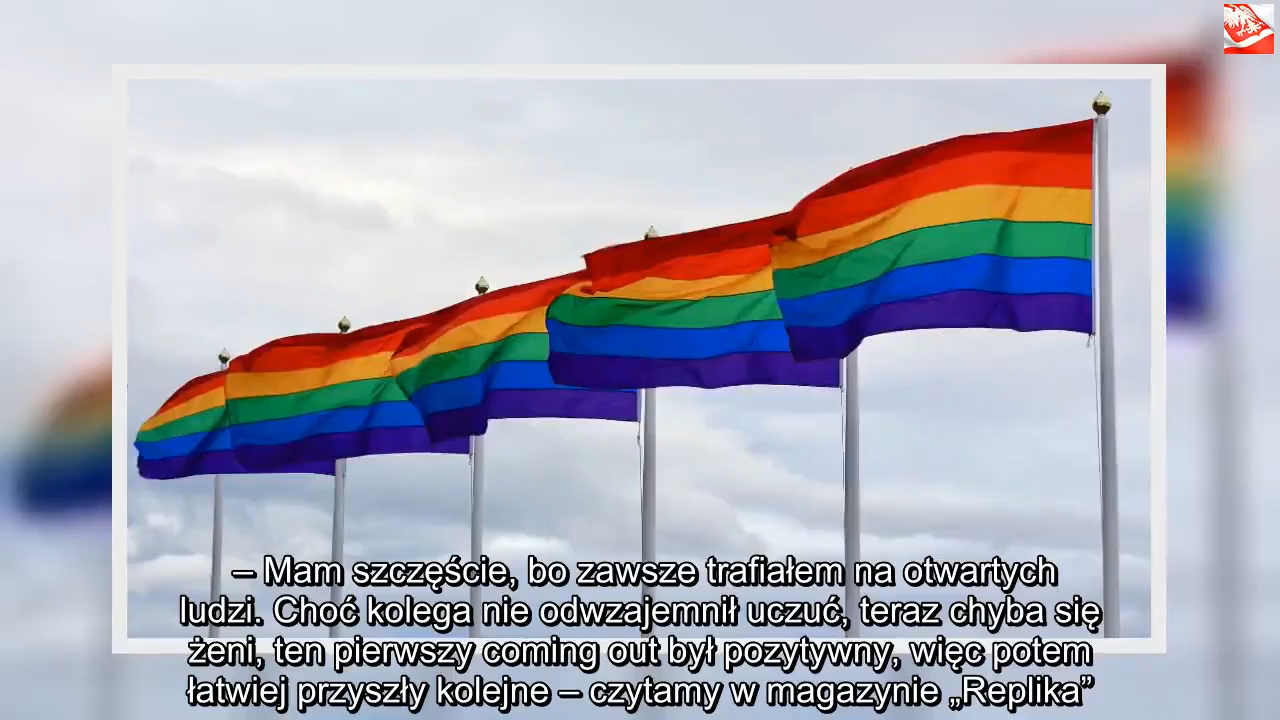 – Mam szczęście, bo zawsze trafiałem na otwartych
ludzi. Choć kolega nie odwzajemnił uczuć, teraz chyba się
żeni, ten pierwszy coming out był pozytywny, więc potem
łatwiej przyszły kolejne – czytamy w magazynie „Replika”